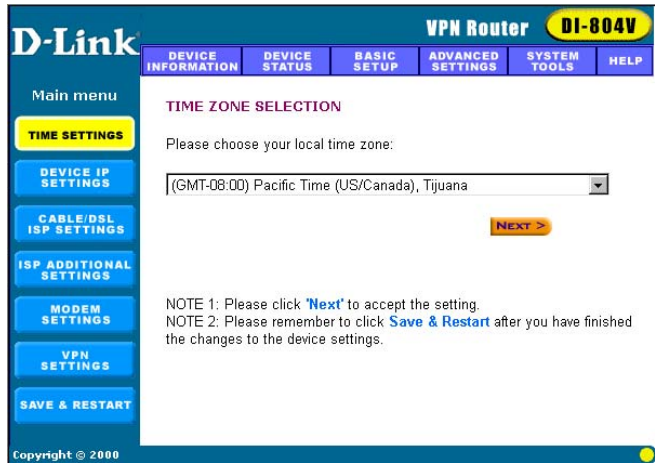 D-Link
VPN Router DI-804V
DEVICE INFORMATION
DEVICE STATUS
BASIC SETUP
ADVANCED SETTINGS
SYSTEM TOOLS
HELP
Main menu
TIME SETTINGS
DEVICE IP SETTINGS
CABLE/DSL ISP SETTINGS
ISP ADDITIONAL SETTINGS
MODEM SETTINGS
VPN SETTINGS
SAVE & RESTART
TIME ZONE SELECTION
Please choose your local time zone:
(GMT-08:00) Pacific Time (US/Canada), Tijuana
NEXT >
NOTE 1: Please click 'Next' to accept the setting.
NOTE 2: Please remember to click Save & Restart after you have finished
the changes to the device settings.
Copyright © 2000